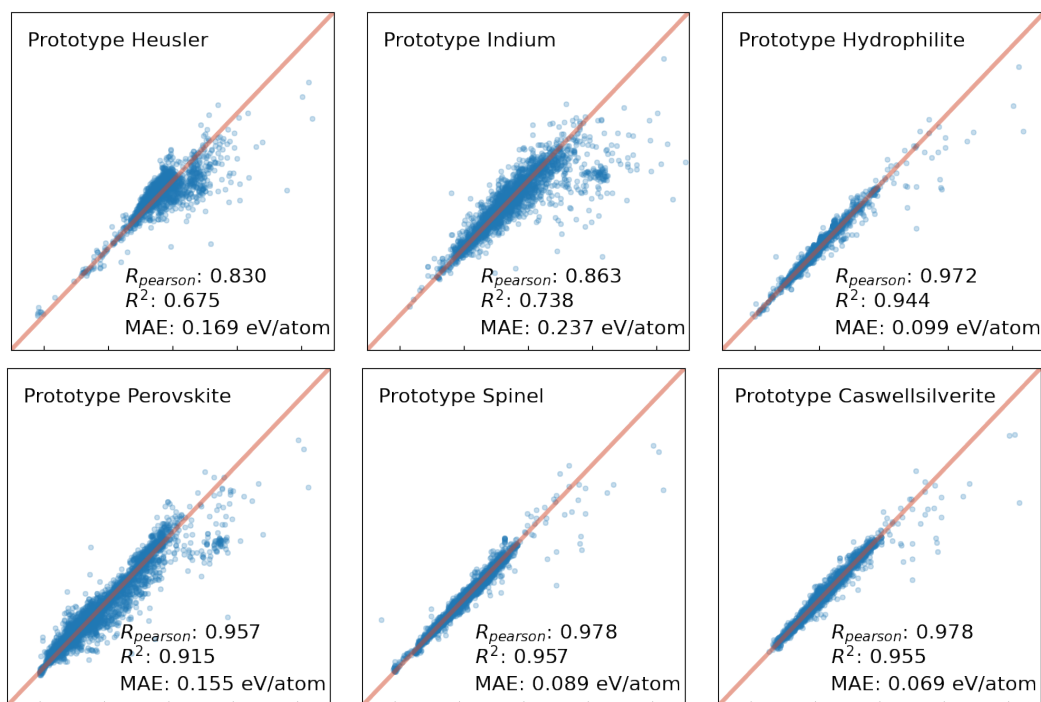 Prototype Heusler
R_pearson: 0.830
R²: 0.675
MAE: 0.169 eV/atom
Prototype Indium
R_pearson: 0.863
R²: 0.738
MAE: 0.237 eV/atom
Prototype Hydrophilite
R_pearson: 0.972
R²: 0.944
MAE: 0.099 eV/atom
Prototype Perovskite
R_pearson: 0.957
R²: 0.915
MAE: 0.155 eV/atom
Prototype Spinel
R_pearson: 0.978
R²: 0.957
MAE: 0.089 eV/atom
Prototype Caswellsilverite
R_pearson: 0.978
R²: 0.955
MAE: 0.069 eV/atom